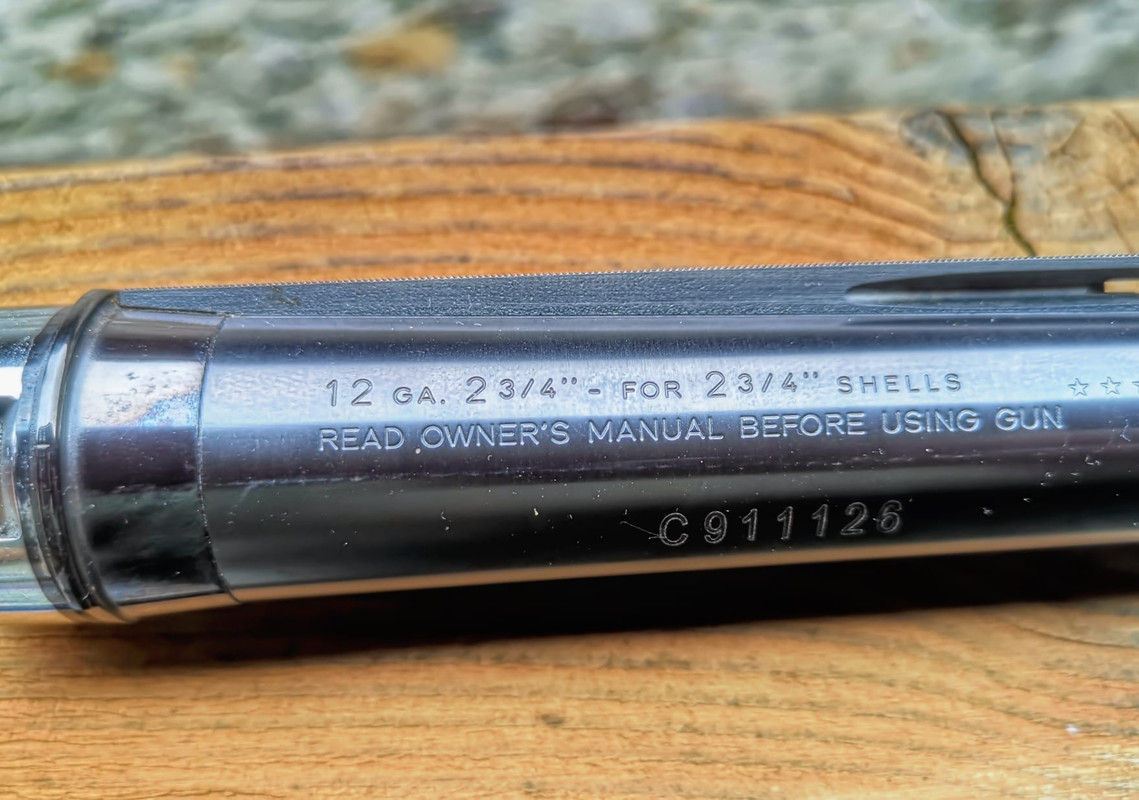 12 GA. 2 3/4" - FOR 2 3/4" SHELLS ☆☆☆
READ OWNER'S MANUAL BEFORE USING GUN
C911126